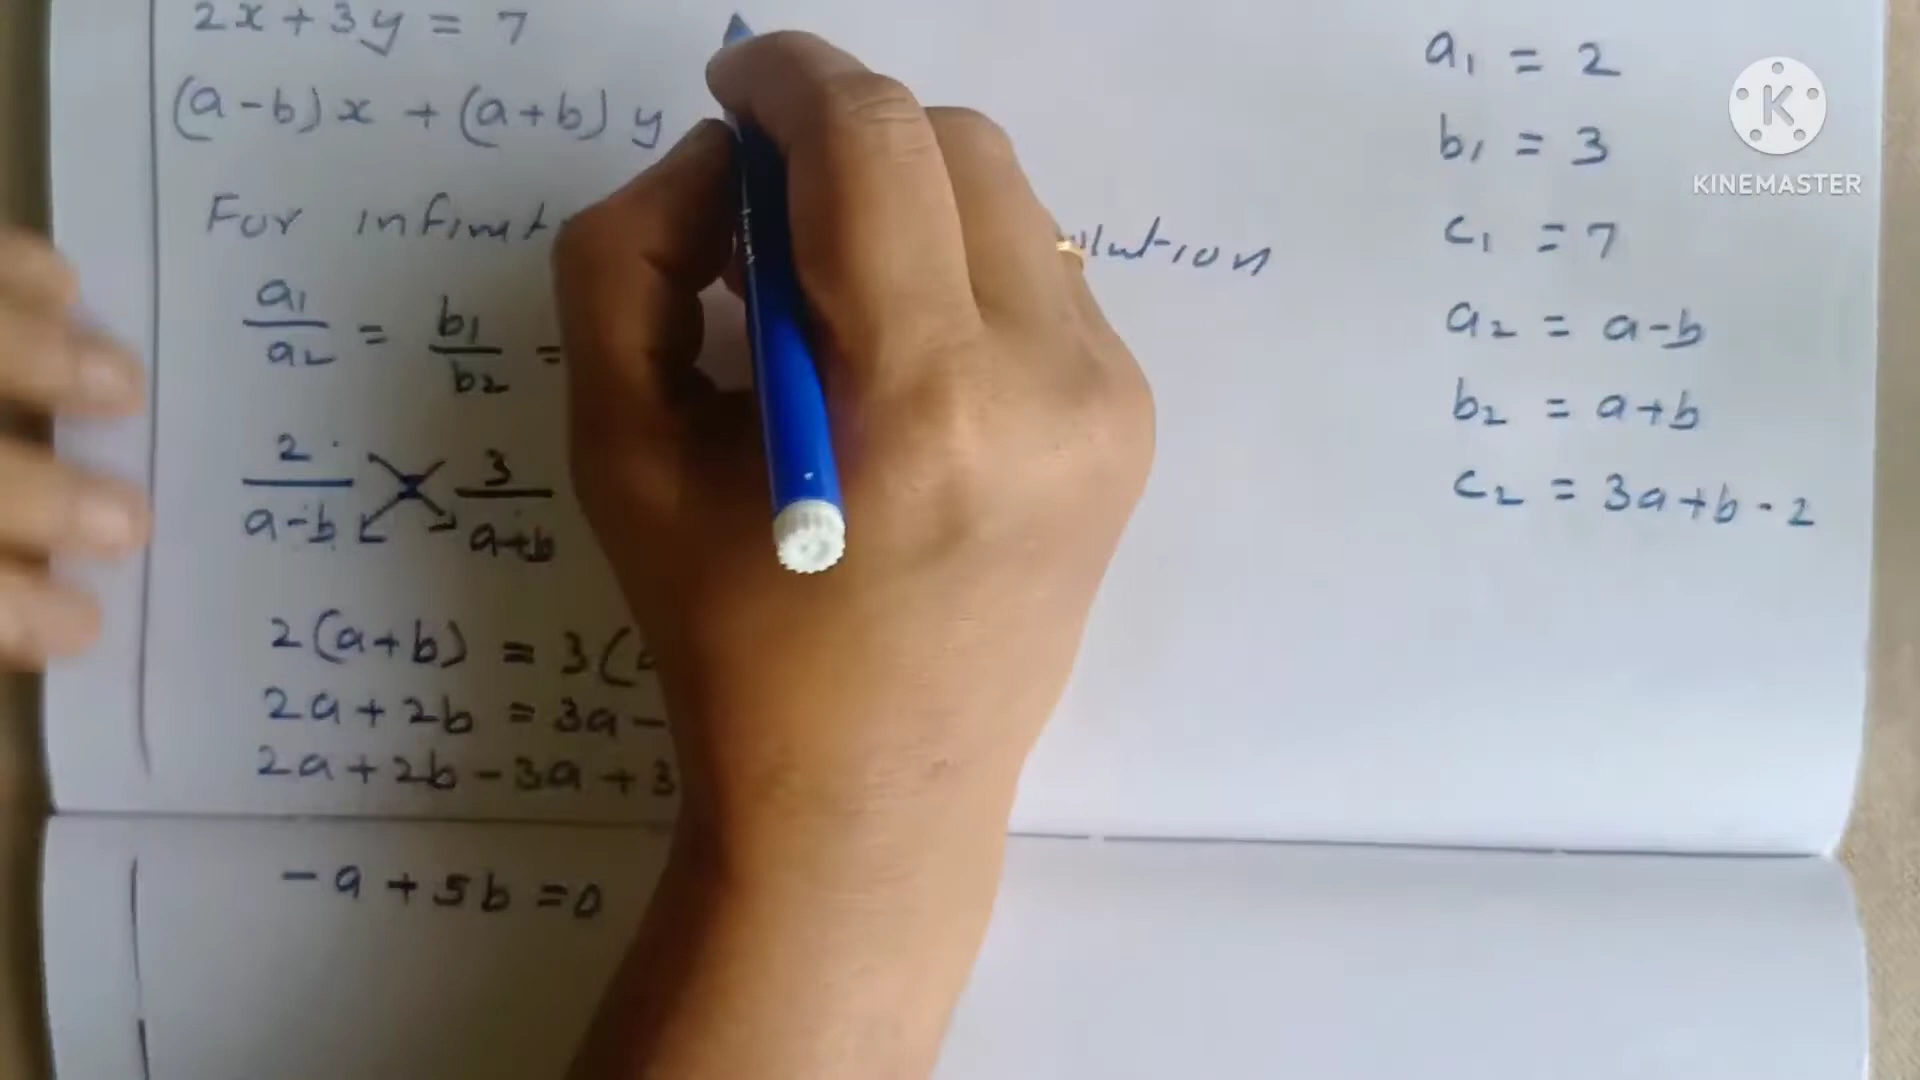 2x + 3y = 7
(a-b)x + (a+b) y
For
a1/a2 = b1/b2 =
2/a-b 3/a+b
2(a+b) = 3(
2a + 2b = 3a -
2a + 2b - 3a + 3
-a + 5b = 0
a1 = 2
b1 = 3
c1 = 7
a2 = a-b
b2 = a+b
c2 = 3a+b-2
K
KINEMASTER